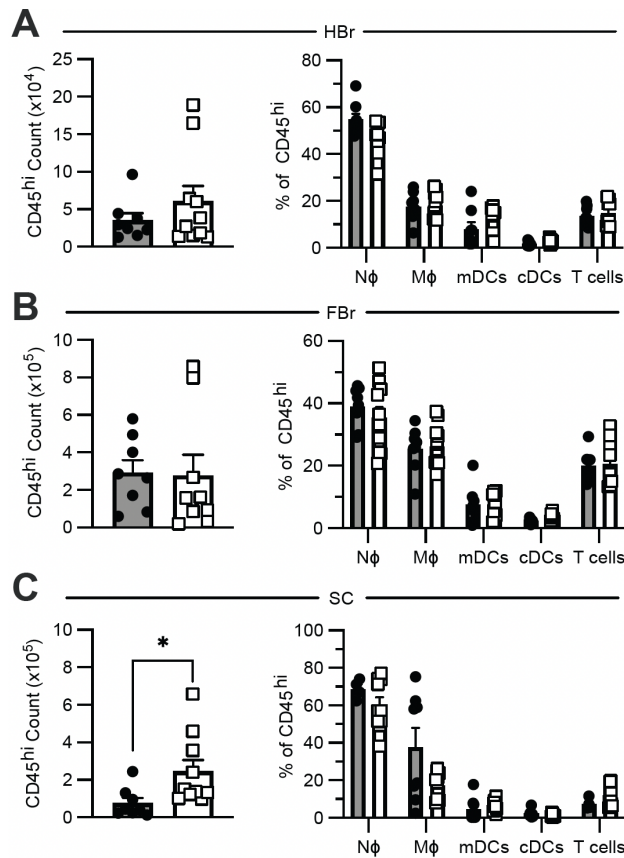 A
HBr
CD45hi Count (x10⁴)
25
20
15
10
5
0
% of CD45hi
80
60
40
20
0
Nϕ Mϕ mDCs cDCs T cells
B
FBr
CD45hi Count (x10⁵)
10
8
6
4
2
0
% of CD45hi
60
40
20
0
Nϕ Mϕ mDCs cDCs T cells
C
SC
CD45hi Count (x10⁵)
10
8
6
4
2
0
*
% of CD45hi
100
80
60
40
20
0
Nϕ Mϕ mDCs cDCs T cells